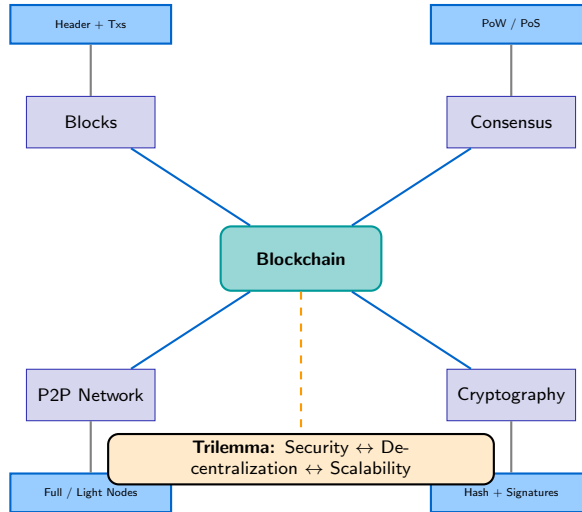 Header + Txs
PoW / PoS
Blocks
Consensus
Blockchain
P2P Network
Cryptography
Trilemma: Security ↔ De-
centralization ↔ Scalability
Full / Light Nodes
Hash + Signatures